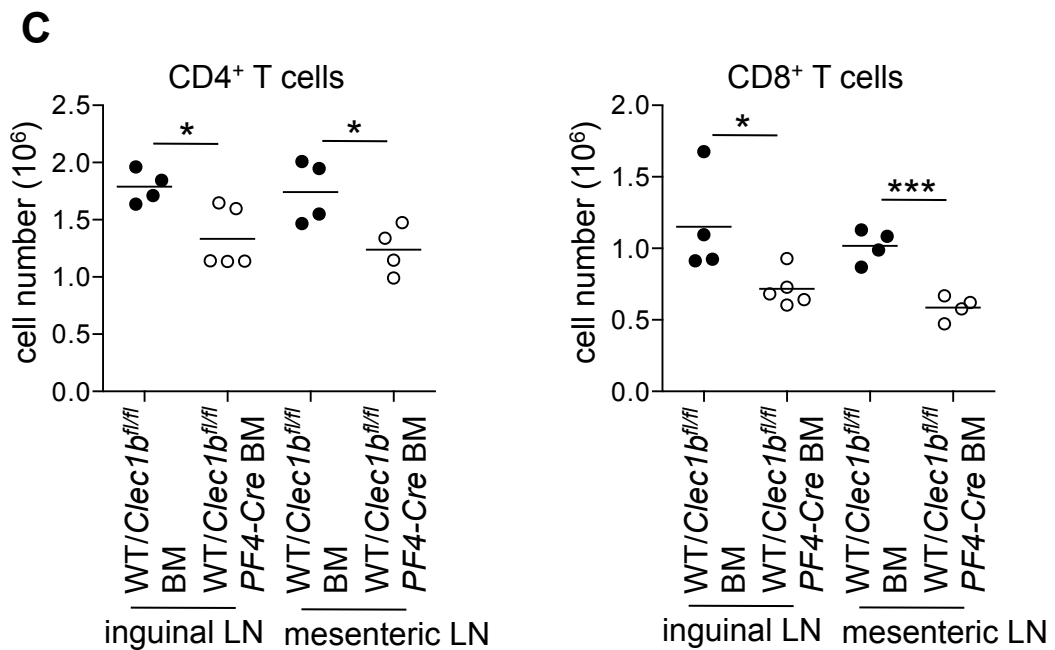 C
CD4⁺ T cells
cell number (10⁶)
2.5
2.0
1.5
1.0
0.5
0.0
*
*
WT/Clec1bfl/fl
BM
WT/Clec1bfl/fl
PF4-Cre BM
WT/Clec1bfl/fl
BM
WT/Clec1bfl/fl
PF4-Cre BM
inguinal LN
mesenteric LN
CD8⁺ T cells
cell number (10⁶)
2.0
1.5
1.0
0.5
0.0
*
***
WT/Clec1bfl/fl
BM
WT/Clec1bfl/fl
PF4-Cre BM
WT/Clec1bfl/fl
BM
WT/Clec1bfl/fl
PF4-Cre BM
inguinal LN
mesenteric LN